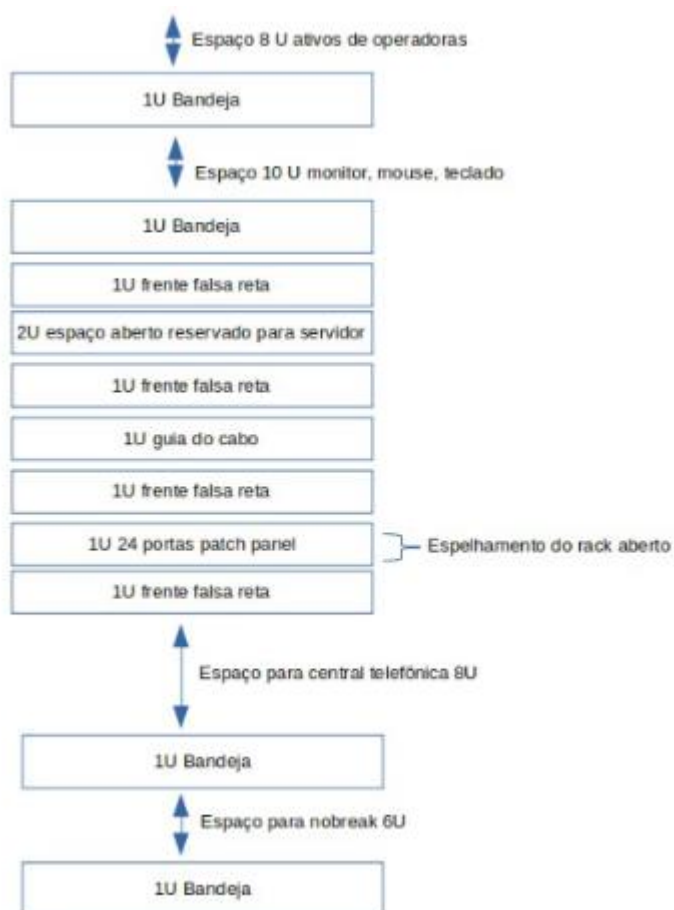 Espaço 8 U ativos de operadoras
1U Bandeja
Espaço 10 U monitor, mouse, teclado
1U Bandeja
1U frente falsa reta
2U espaço aberto reservado para servidor
1U frente falsa reta
1U guia do cabo
1U frente falsa reta
1U 24 portas patch panel
Espelhamento do rack aberto
1U frente falsa reta
Espaço para central telefônica 8U
1U Bandeja
Espaço para nobreak 6U
1U Bandeja